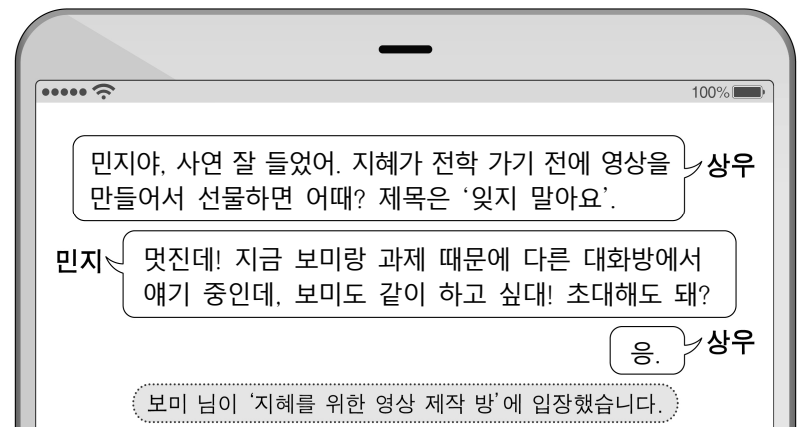 100%
민지야, 사연 잘 들었어. 지혜가 전학 가기 전에 영상을
만들어서 선물하면 어때? 제목은 ‘잊지 말아요’.
상우
민지
멋진데! 지금 보미랑 과제 때문에 다른 대화방에서
얘기 중인데, 보미도 같이 하고 싶대! 초대해도 돼?
응.
상우
보미 님이 ‘지혜를 위한 영상 제작 방’에 입장했습니다.